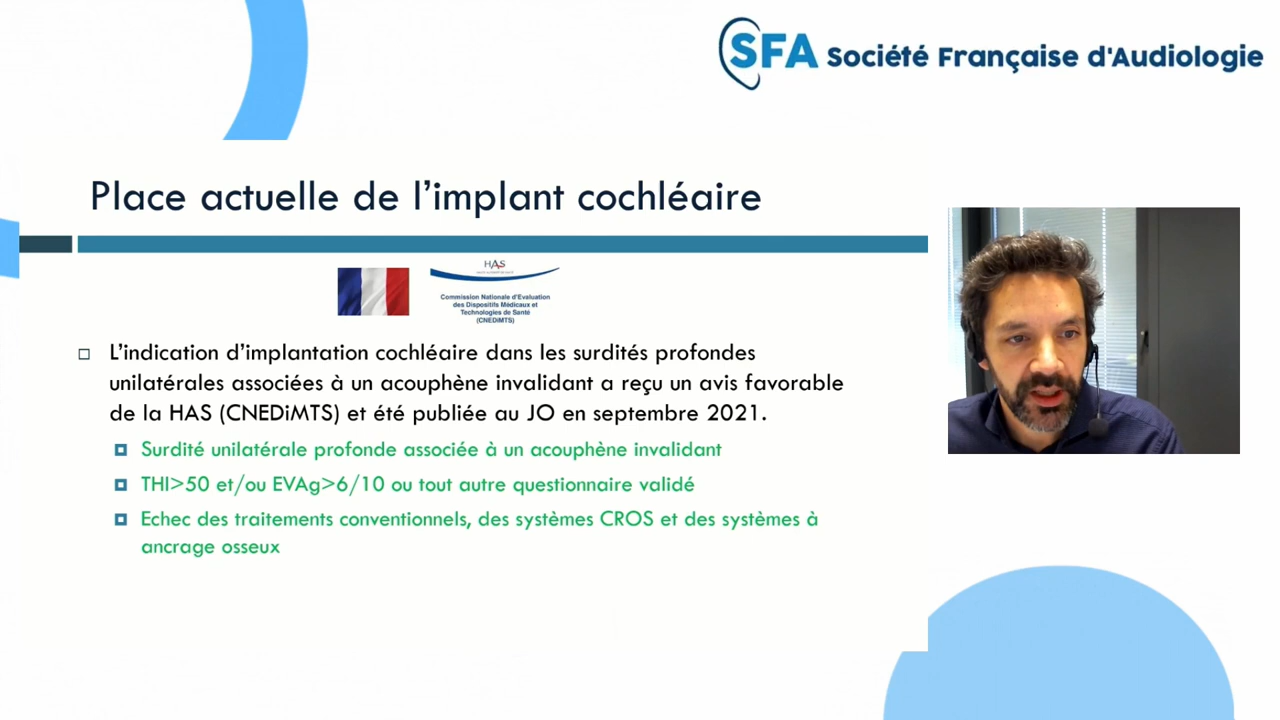 SFA Société Française d'Audiologie
Place actuelle de l'implant cochléaire
HAS
Commission Nationale d'Evaluation
des Dispositifs Médicaux et
Technologies de Santé
(CNEDiMTS)
L'indication d'implantation cochléaire dans les surdités profondes
unilatérales associées à un acouphène invalidant a reçu un avis favorable
de la HAS (CNEDiMTS) et été publiée au JO en septembre 2021.
Surdité unilatérale profonde associée à un acouphène invalidant
THI>50 et/ou EVAg>6/10 ou tout autre questionnaire validé
Echec des traitements conventionnels, des systèmes CROS et des systèmes à
ancrage osseux